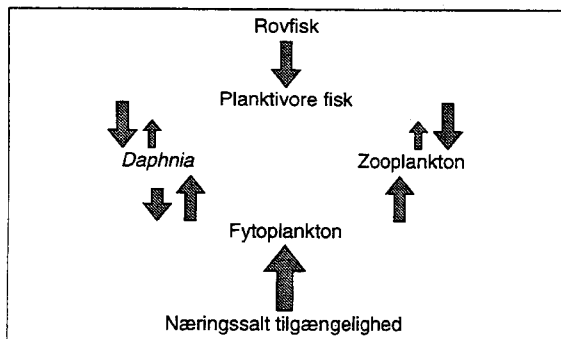 Rovfisk
Planktivore fisk
Daphnia
Zooplankton
Fytoplankton
Næringssalt tilgængelighed